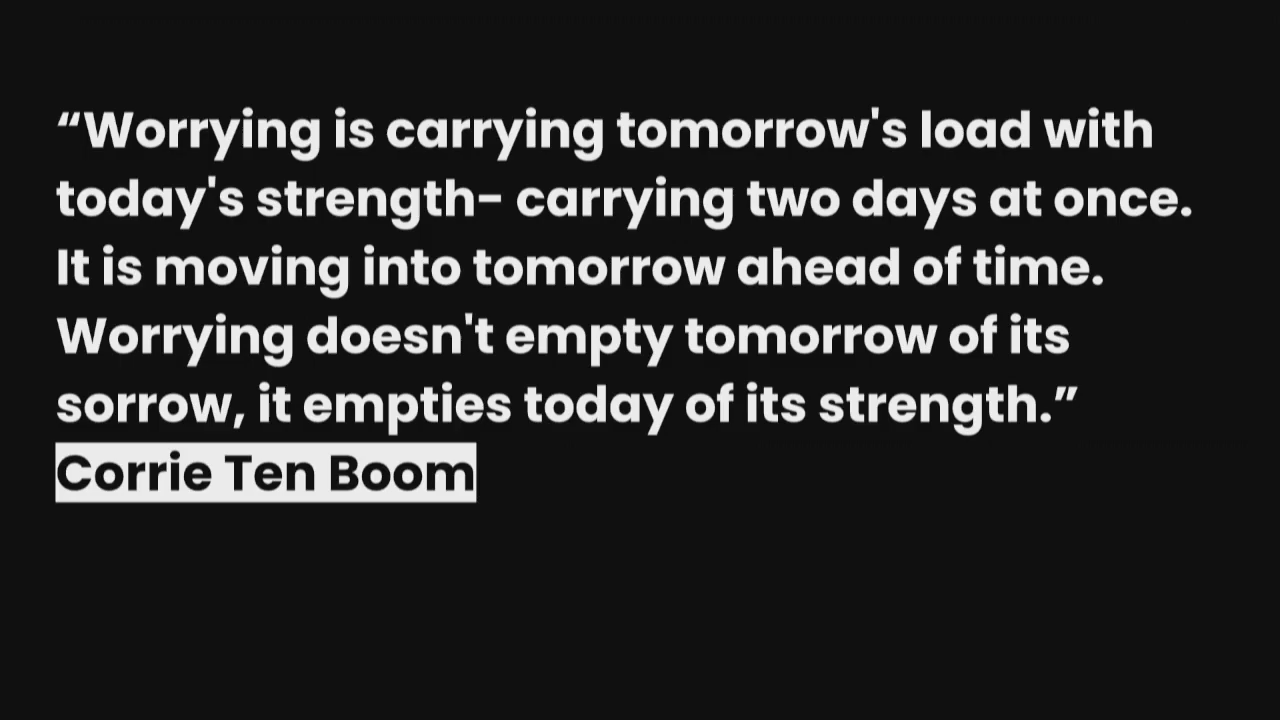 “Worrying is carrying tomorrow's load with
today's strength- carrying two days at once.
It is moving into tomorrow ahead of time.
Worrying doesn't empty tomorrow of its
sorrow, it empties today of its strength.”
Corrie Ten Boom